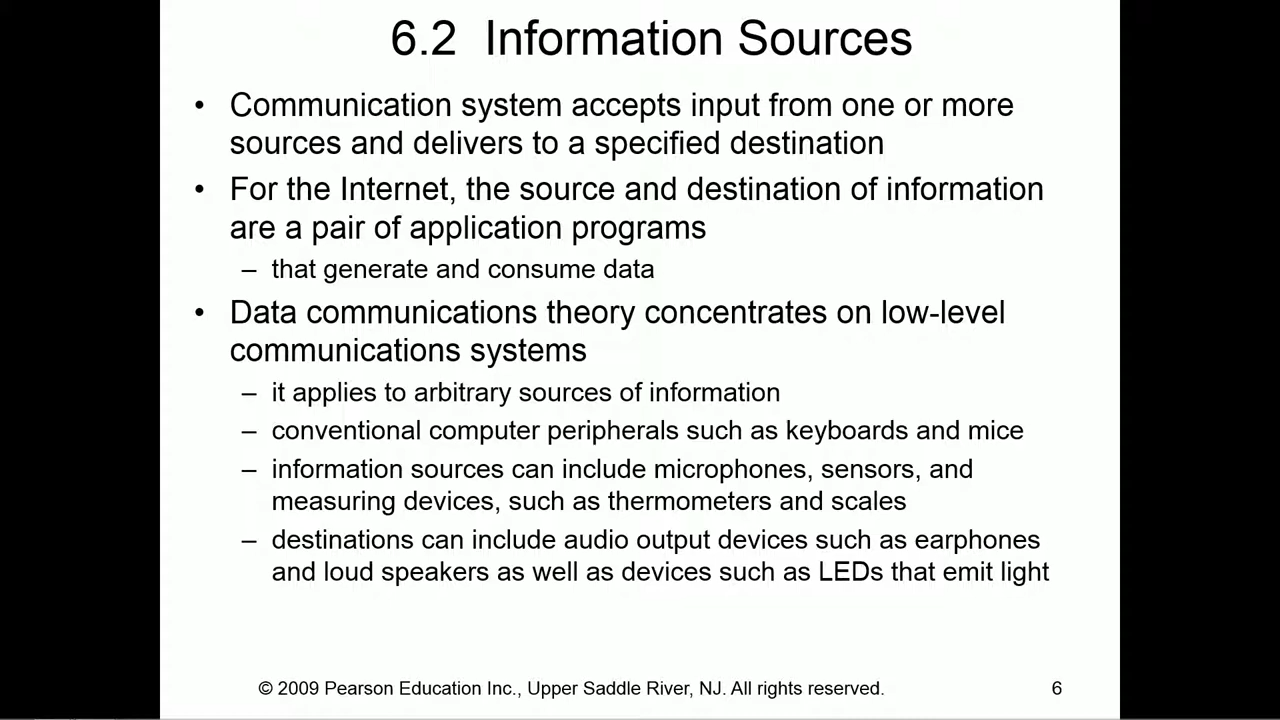 6.2 Information Sources
• Communication system accepts input from one or more
sources and delivers to a specified destination
• For the Internet, the source and destination of information
are a pair of application programs
– that generate and consume data
• Data communications theory concentrates on low-level
communications systems
– it applies to arbitrary sources of information
– conventional computer peripherals such as keyboards and mice
– information sources can include microphones, sensors, and
measuring devices, such as thermometers and scales
– destinations can include audio output devices such as earphones
and loud speakers as well as devices such as LEDs that emit light
© 2009 Pearson Education Inc., Upper Saddle River, NJ. All rights reserved.
6